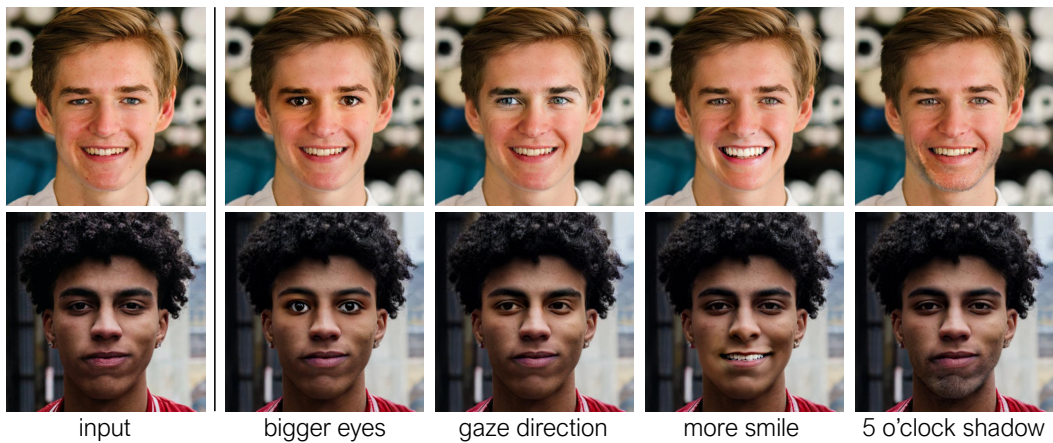 input
bigger eyes
gaze direction
more smile
5 o'clock shadow